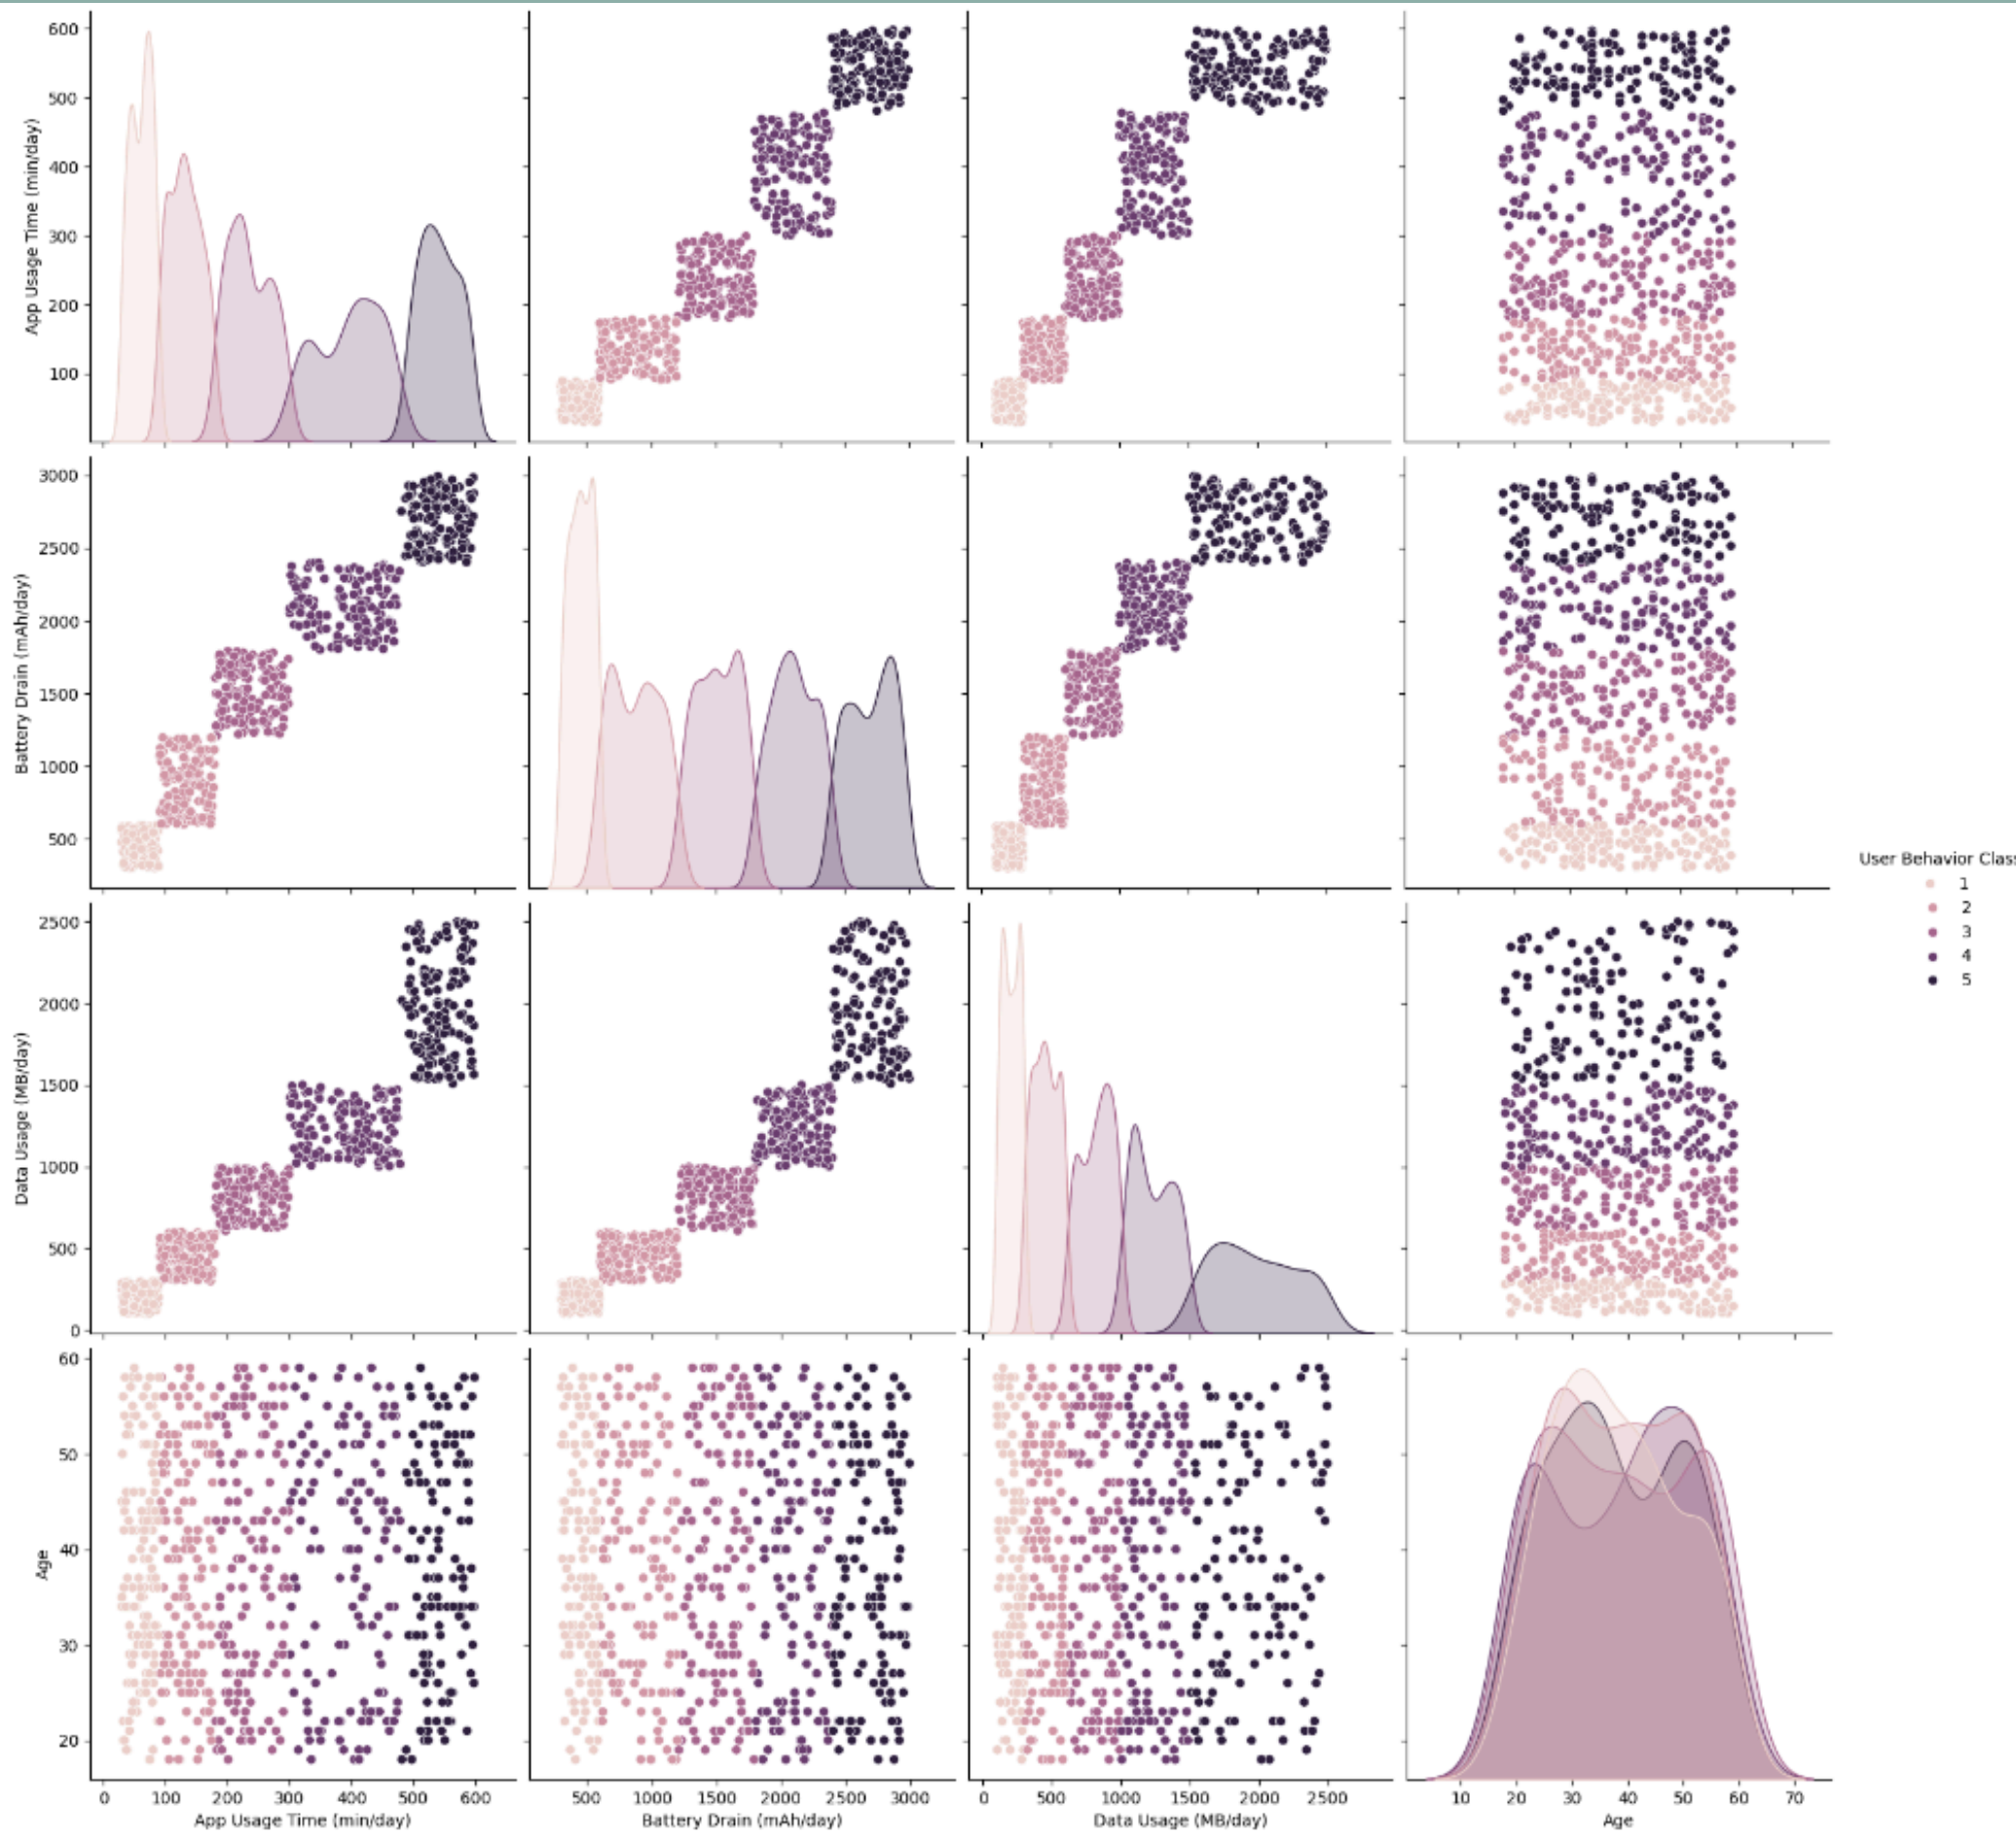 App Usage Time (min/day)
600
500
400
300
200
100
Battery Drain (mAh/day)
3000
2500
2000
1500
1000
500
User Behavior Clas
1
2
3
4
5
Data Usage (MB/day)
2500
2000
1500
1000
500
0
Age
60
50
40
30
20
0 100 200 300 400 500 600
500 1000 1500 2000 2500 3000
0 500 1000 1500 2000 2500
10 20 30 40 50 60 70
App Usage Time (min/day)
Battery Drain (mAh/day)
Data Usage (MB/day)
Age